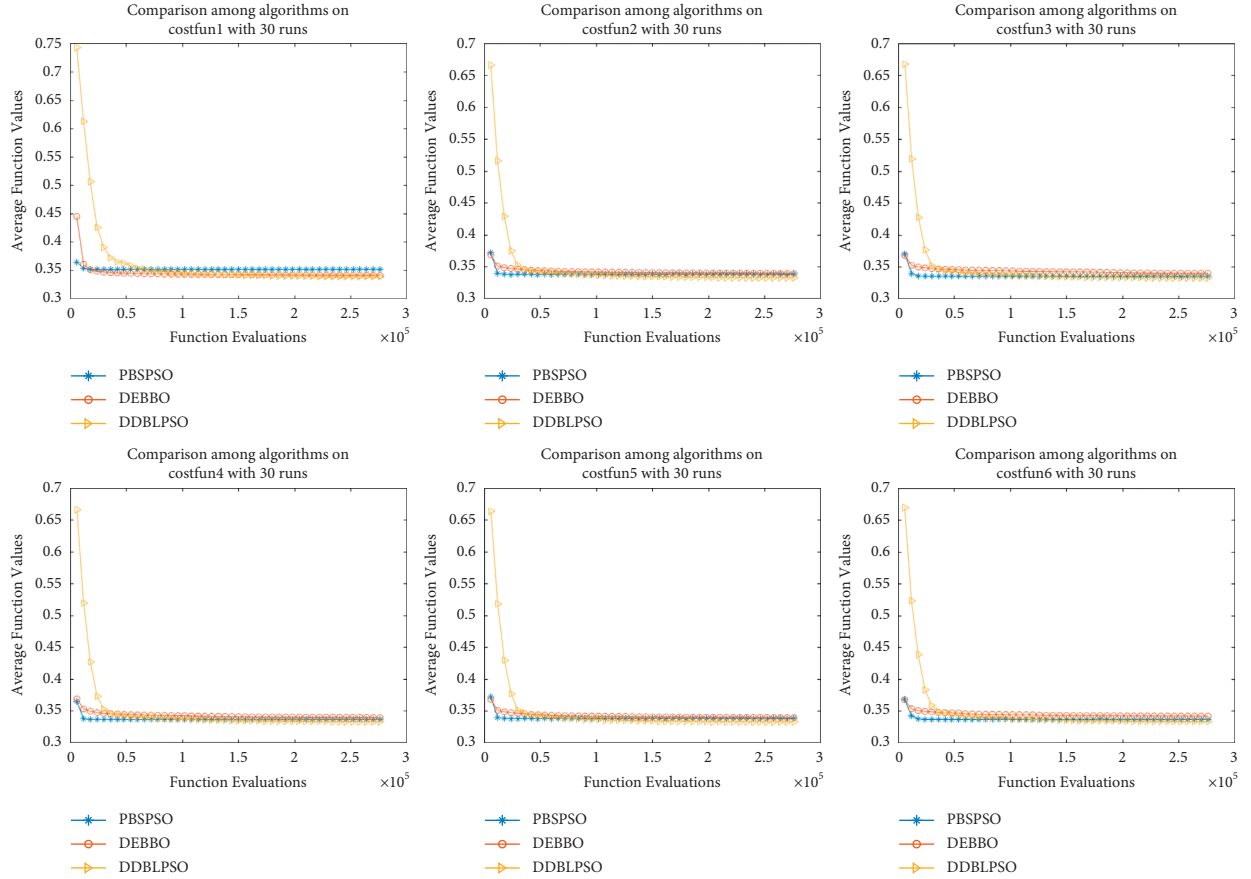 Comparison among algorithms on
costfun1 with 30 runs
0.75
0.7
0.65
0.6
0.55
0.5
0.45
0.4
0.35
0.3
Average Function Values
0
0.5
1
1.5
2
2.5
3
Function Evaluations
×10^5
PBSPSO
DEBBO
DDBLPSO
Comparison among algorithms on
costfun2 with 30 runs
0.7
0.65
0.6
0.55
0.5
0.45
0.4
0.35
0.3
Average Function Values
0
0.5
1
1.5
2
2.5
3
Function Evaluations
×10^5
PBSPSO
DEBBO
DDBLPSO
Comparison among algorithms on
costfun3 with 30 runs
0.7
0.65
0.6
0.55
0.5
0.45
0.4
0.35
0.3
Average Function Values
0
0.5
1
1.5
2
2.5
3
Function Evaluations
×10^5
PBSPSO
DEBBO
DDBLPSO
Comparison among algorithms on
costfun4 with 30 runs
0.7
0.65
0.6
0.55
0.5
0.45
0.4
0.35
0.3
Average Function Values
0
0.5
1
1.5
2
2.5
3
Function Evaluations
×10^5
PBSPSO
DEBBO
DDBLPSO
Comparison among algorithms on
costfun5 with 30 runs
0.7
0.65
0.6
0.55
0.5
0.45
0.4
0.35
0.3
Average Function Values
0
0.5
1
1.5
2
2.5
3
Function Evaluations
×10^5
PBSPSO
DEBBO
DDBLPSO
Comparison among algorithms on
costfun6 with 30 runs
0.7
0.65
0.6
0.55
0.5
0.45
0.4
0.35
0.3
Average Function Values
0
0.5
1
1.5
2
2.5
3
Function Evaluations
×10^5
PBSPSO
DEBBO
DDBLPSO